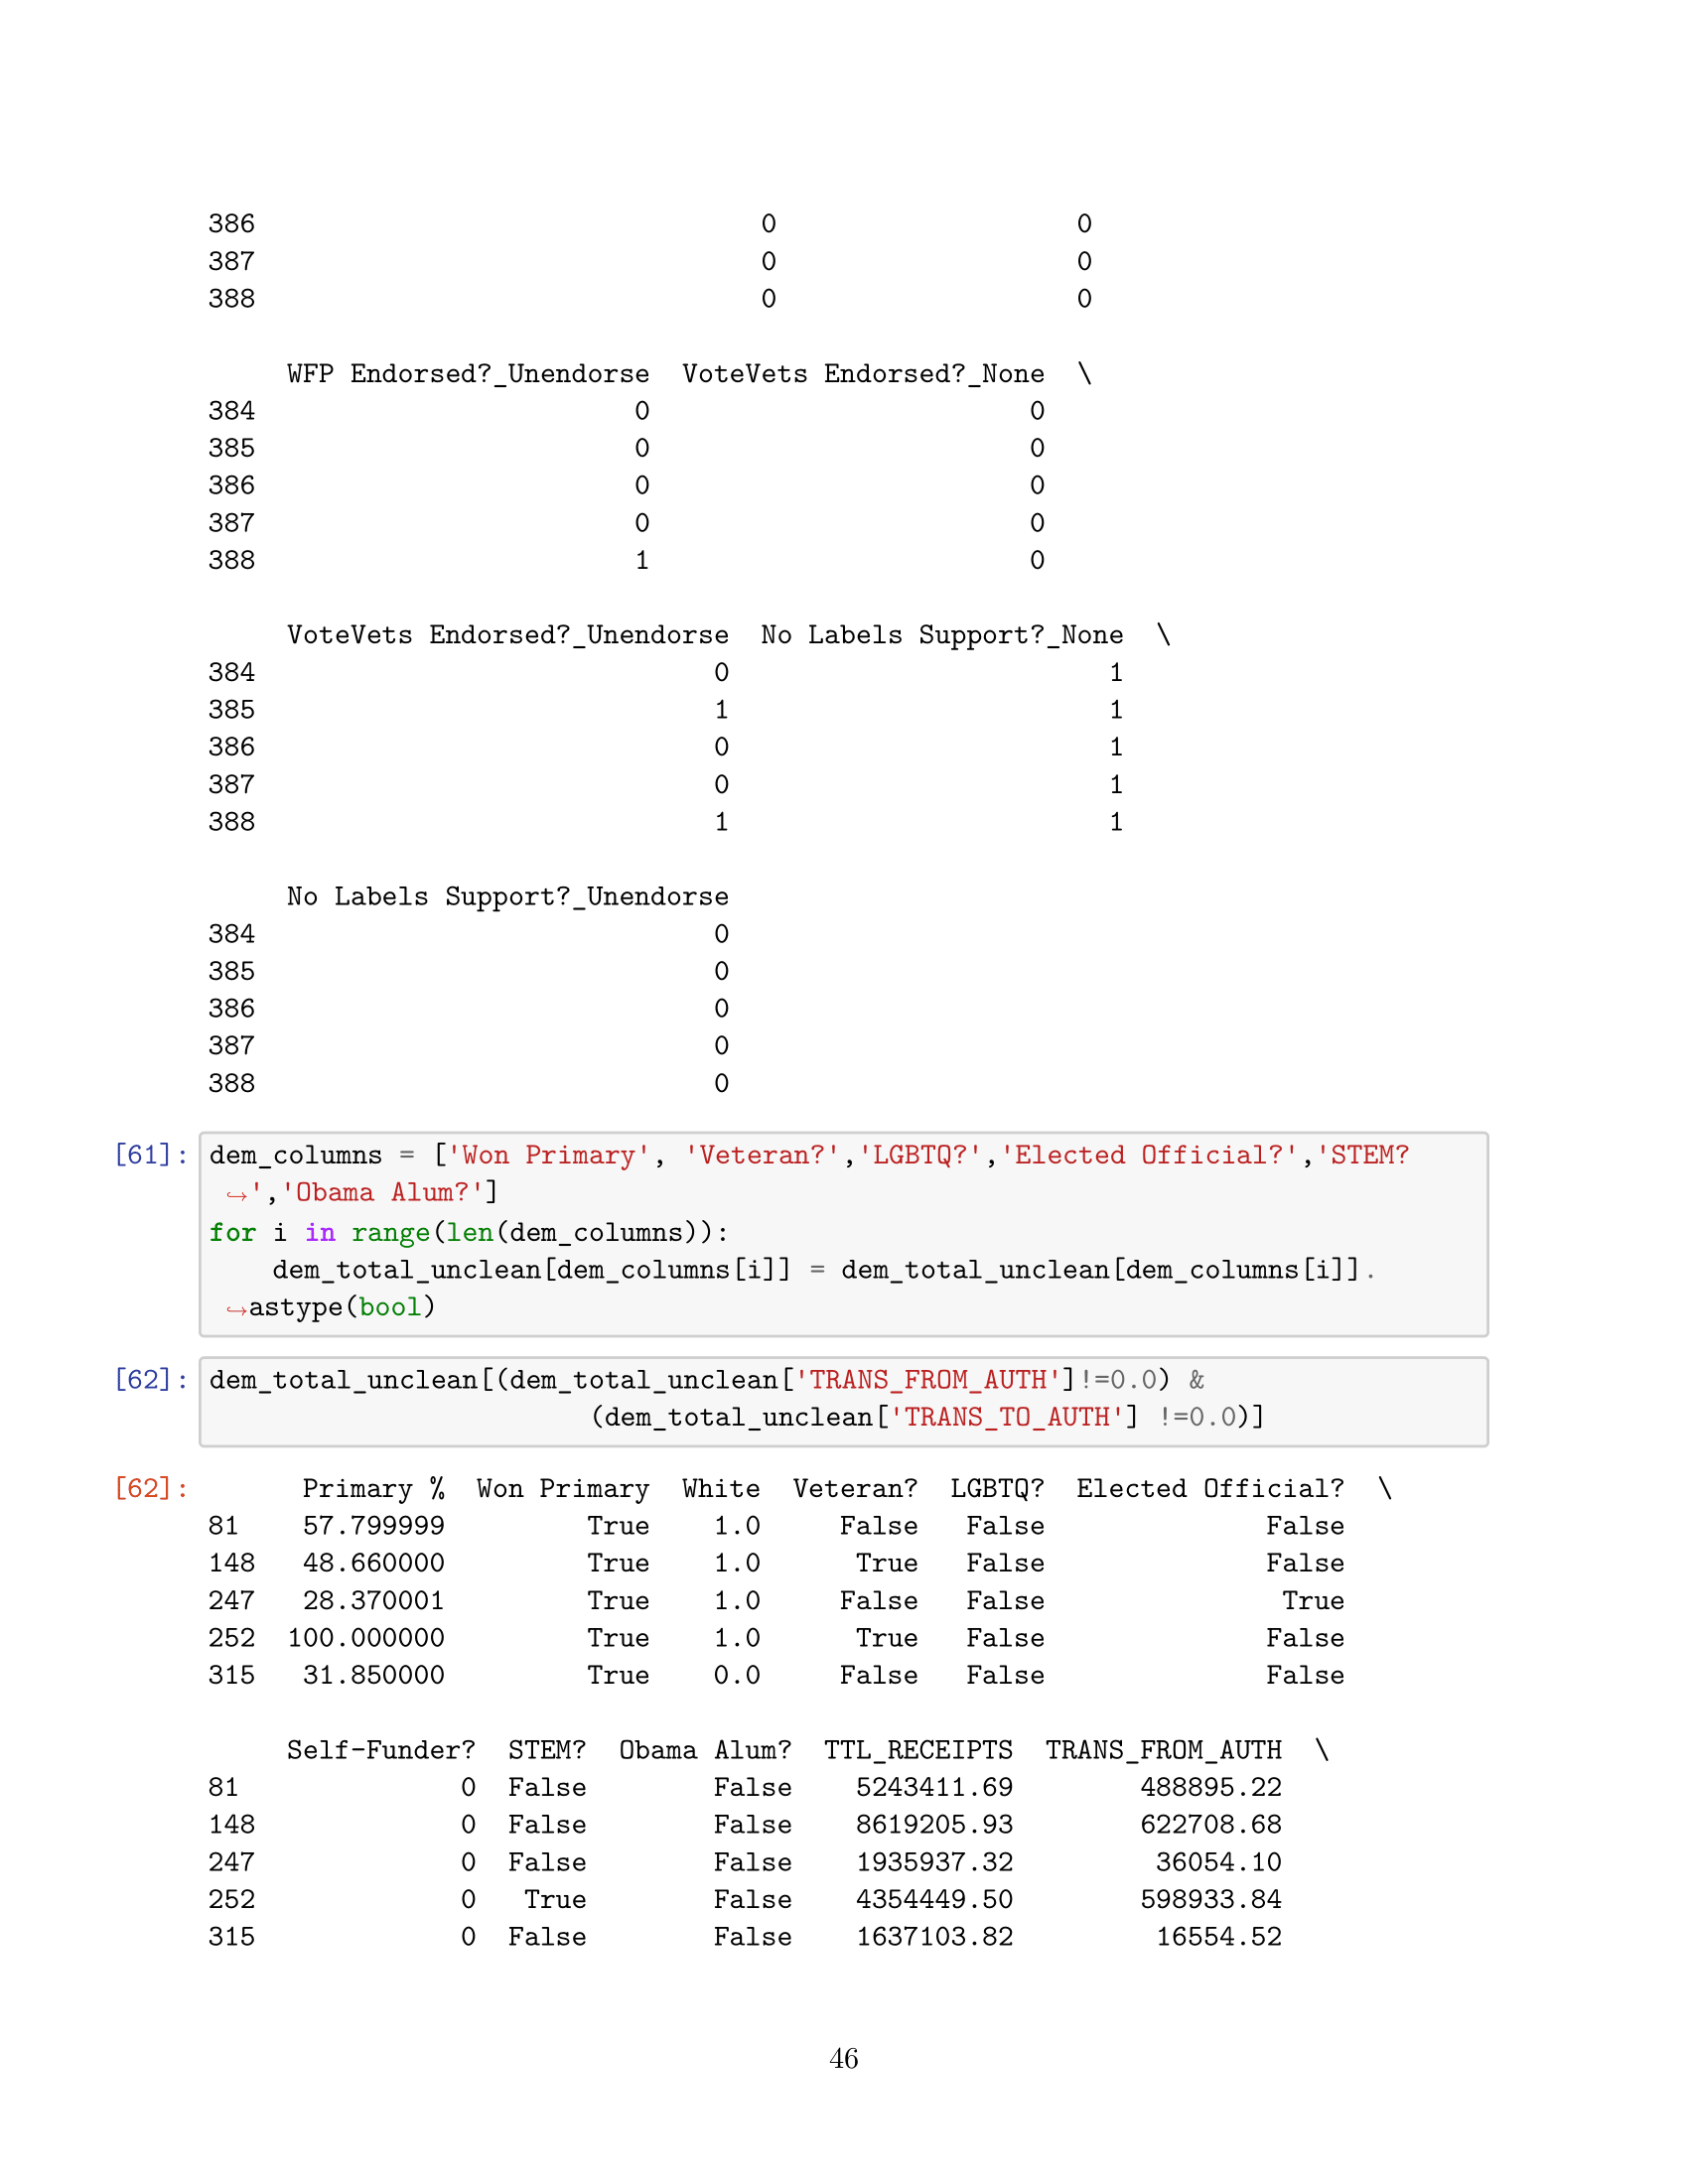 386                                0                   0
387                                0                   0
388                                0                   0
     WFP Endorsed?_Unendorse  VoteVets Endorsed?_None  \
384                        0                        0
385                        0                        0
386                        0                        0
387                        0                        0
388                        1                        0
     VoteVets Endorsed?_Unendorse  No Labels Support?_None  \
384                             0                        1
385                             1                        1
386                             0                        1
387                             0                        1
388                             1                        1
     No Labels Support?_Unendorse
384                             0
385                             0
386                             0
387                             0
388                             0
[61]: dem_columns = ['Won Primary', 'Veteran?','LGBTQ?','Elected Official?','STEM?
↪','Obama Alum?']
for i in range(len(dem_columns)):
    dem_total_unclean[dem_columns[i]] = dem_total_unclean[dem_columns[i]].
↪astype(bool)
[62]: dem_total_unclean[(dem_total_unclean['TRANS_FROM_AUTH']!=0.0) &
                        (dem_total_unclean['TRANS_TO_AUTH'] !=0.0)]
[62]:       Primary %  Won Primary  White  Veteran?  LGBTQ?  Elected Official?  \
81    57.799999         True    1.0     False   False              False
148   48.660000         True    1.0      True   False              False
247   28.370001         True    1.0     False   False               True
252  100.000000         True    1.0      True   False              False
315   31.850000         True    0.0     False   False              False
     Self-Funder?  STEM?  Obama Alum?  TTL_RECEIPTS  TRANS_FROM_AUTH  \
81              0  False        False    5243411.69        488895.22
148             0  False        False    8619205.93        622708.68
247             0  False        False    1935937.32         36054.10
252             0   True        False    4354449.50        598933.84
315             0  False        False    1637103.82         16554.52
46